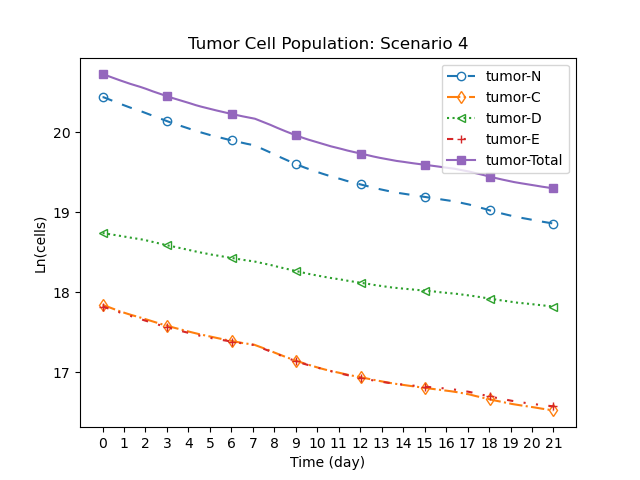 Tumor Cell Population: Scenario 4
tumor-N
tumor-C
tumor-D
tumor-E
tumor-Total
Ln(cells)
20
19
18
17
0 1 2 3 4 5 6 7 8 9 10 11 12 13 14 15 16 17 18 19 20 21
Time (day)